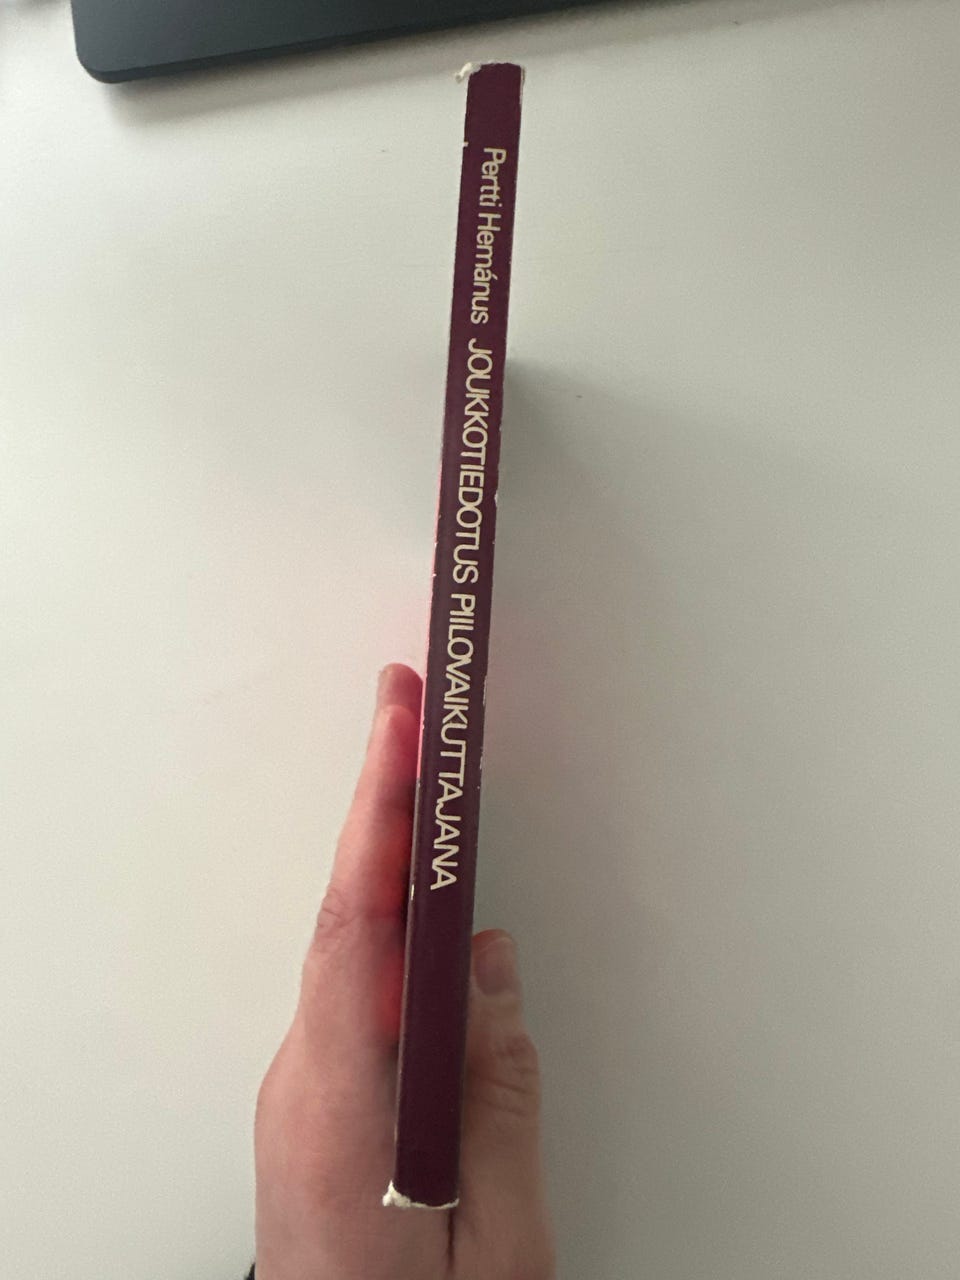 Pertti Hemánus JOUKKOTIEDOTUS PIILOVAIKUTTAJANA